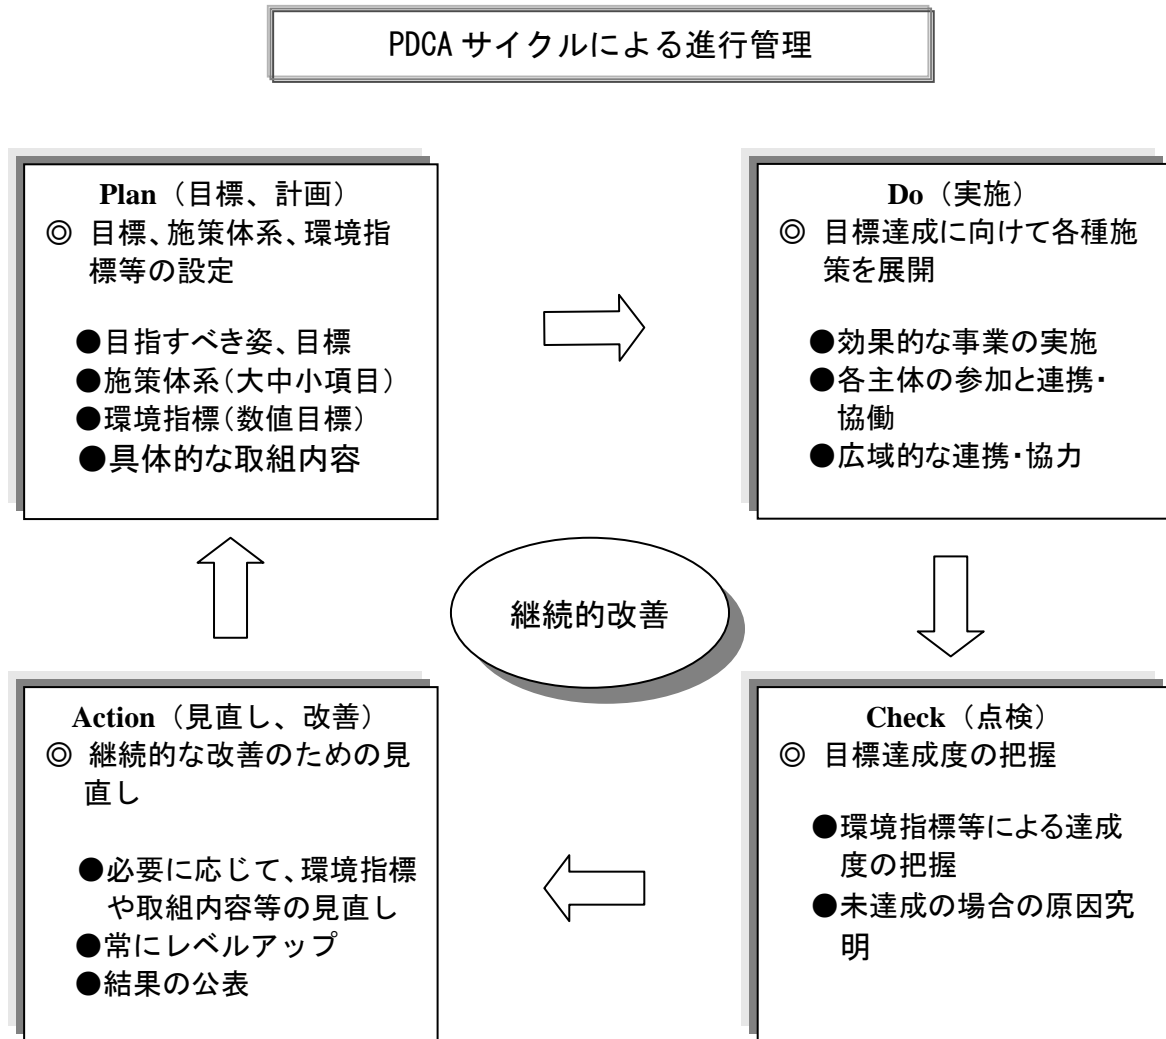 PDCA サイクルによる進行管理
Plan（目標、計画）
◎ 目標、施策体系、環境指
標等の設定
●目指すべき姿、目標
●施策体系（大中小項目）
●環境指標（数値目標）
●具体的な取組内容
Do（実施）
◎ 目標達成に向けて各種施
策を展開
●効果的な事業の実施
●各主体の参加と連携・
協働
●広域的な連携・協力
継続的改善
Action（見直し、改善）
◎ 継続的な改善のための見
直し
●必要に応じて、環境指標
や取組内容等の見直し
●常にレベルアップ
●結果の公表
Check（点検）
◎ 目標達成度の把握
●環境指標等による達成
度の把握
●未達成の場合の原因究
明